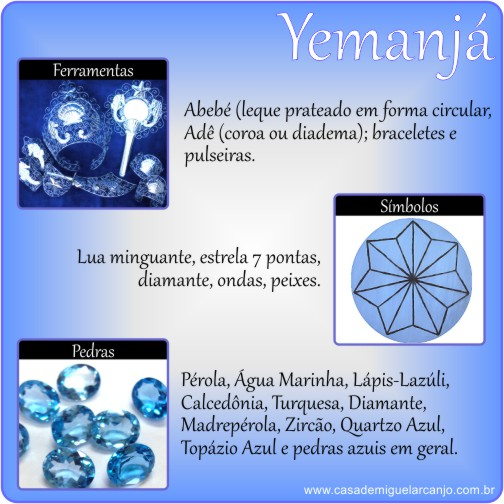 Yemanjá
Ferramentas
Abebé (leque prateado em forma circular,
Adê (coroa ou diadema); braceletes e
pulseiras.
Símbolos
Lua minguante, estrela 7 pontas,
diamante, ondas, peixes.
Pedras
Pérola, Água Marinha, Lápis-Lazúli,
Calcedônia, Turquesa, Diamante,
Madrepérola, Zircão, Quartzo Azul,
Topázio Azul e pedras azuis em geral.
www.casademiguelarcanjo.com.br